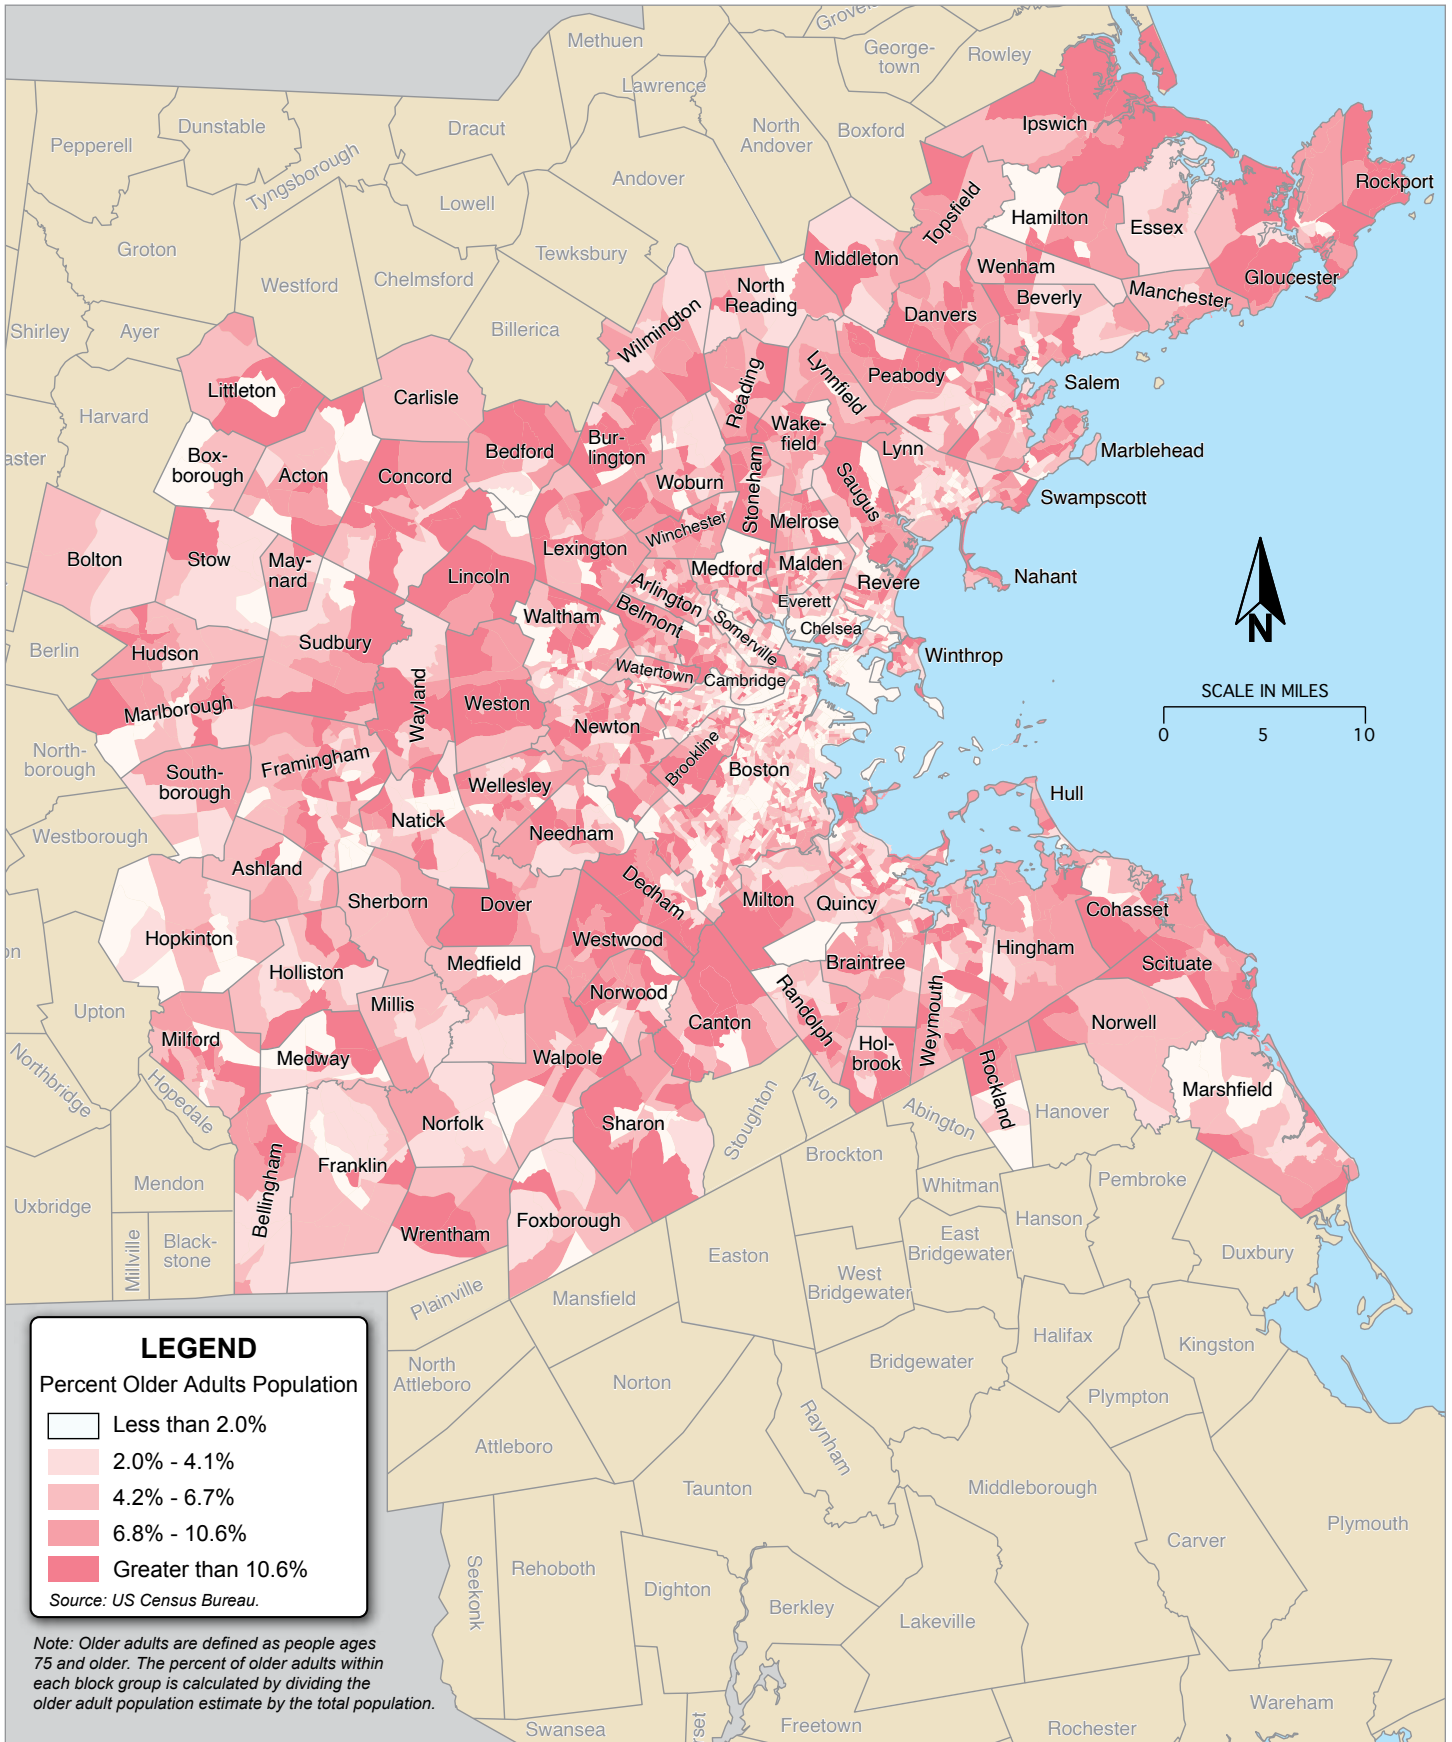 Methuen
Groveland
George-
town
Rowley
Lawrence
Dunstable
Dracut
Pepperell
North
Andover
Boxford
Ipswich
Tyngsborough
Andover
Rockport
Lowell
Topsfield
Hamilton
Essex
Groton
Tewksbury
Middleton
Wenham
Gloucester
Westford
Chelmsford
North
Reading
Beverly
Manchester
Danvers
Shirley
Ayer
Billerica
Wilmington
Reading
Lynnfield
Peabody
Salem
Littleton
Carlisle
Harvard
Wake-
field
Bur-
lington
Bedford
Lynn
Marblehead
aster
Box-
borough
Acton
Concord
Woburn
Stoneham
Saugus
Swampscott
Winchester
Melrose
Bolton
Stow
May-
nard
Lexington
Lincoln
Medford
Malden
Revere
Nahant
Arlington
Everett
Waltham
Belmont
Somerville
Chelsea
Berlin
Hudson
Sudbury
Winthrop
N
Watertown
Cambridge
Marlborough
Wayland
Weston
Newton
SCALE IN MILES
0 5 10
North-
borough
Framingham
South-
borough
Brookline
Boston
Wellesley
Hull
Natick
Needham
Westborough
Ashland
Sherborn
Dover
Dedham
Milton
Quincy
Cohasset
Hopkinton
Westwood
Hingham
on
Holliston
Medfield
Braintree
Scituate
Norwood
Upton
Millis
Randolph
Weymouth
Canton
Norwell
Milford
Medway
Walpole
Hol-
brook
Rockland
Northbridge
Hopedale
Avon
Marshfield
Stoughton
Abington
Hanover
Norfolk
Sharon
Franklin
Bellingham
Brockton
Mendon
Whitman
Pembroke
Uxbridge
Foxborough
Hanson
Wrentham
Millville
Black-
stone
Easton
East
Bridgewater
Duxbury
West
Bridgewater
Plainville
Mansfield
Halifax
Kingston
North
Attleboro
Norton
Bridgewater
Plympton
Raynham
Attleboro
Taunton
Middleborough
Plymouth
Carver
Seekonk
Rehoboth
Dighton
Berkley
Lakeville
Wareham
Swansea
set
Freetown
Rochester
LEGEND
Percent Older Adults Population
Less than 2.0%
2.0% - 4.1%
4.2% - 6.7%
6.8% - 10.6%
Greater than 10.6%
Source: US Census Bureau.
Note: Older adults are defined as people ages
75 and older. The percent of older adults within
each block group is calculated by dividing the
older adult population estimate by the total population.